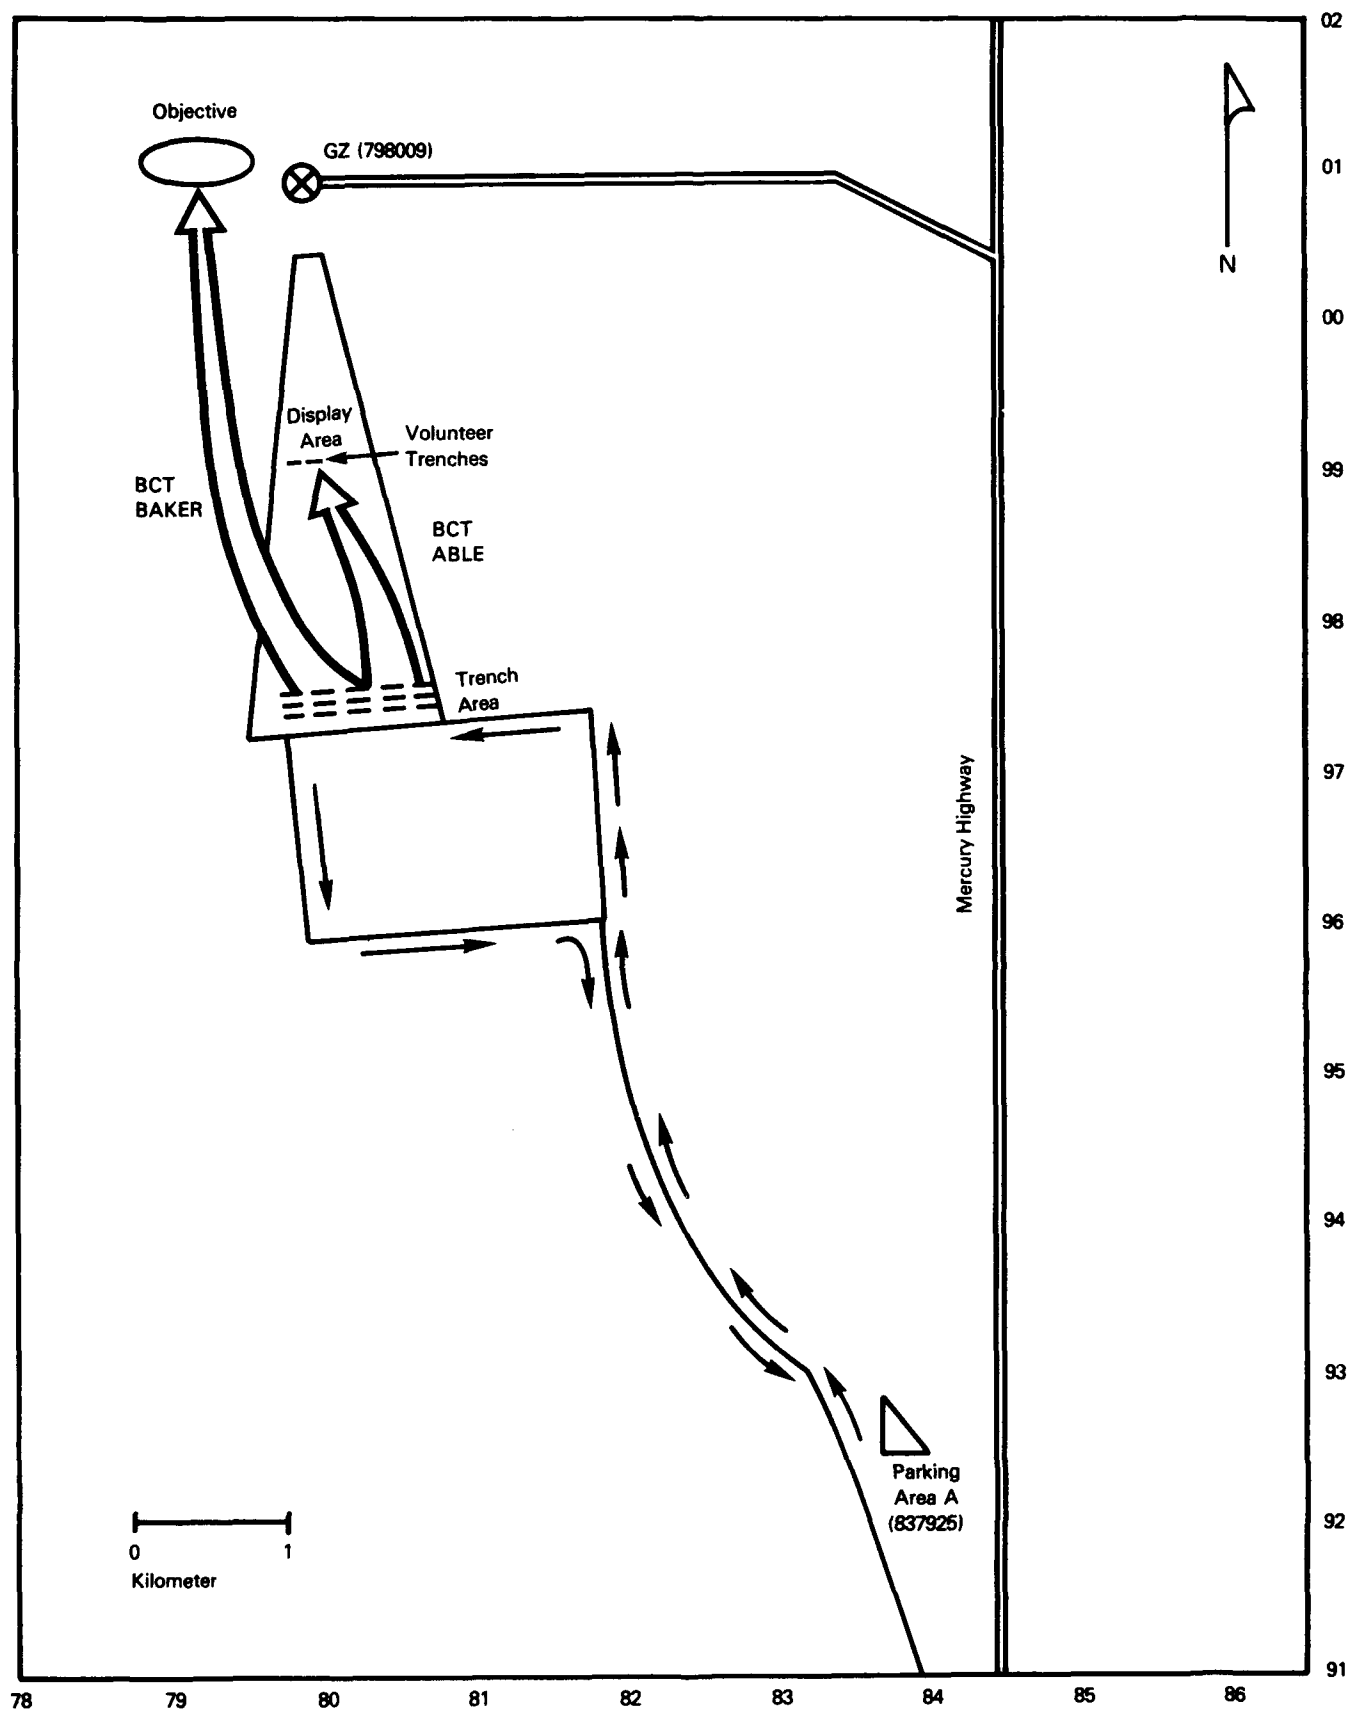 02
Objective
GZ (798009)
01
N
00
Display
Area
Volunteer
Trenches
99
BCT
BAKER
BCT
ABLE
98
Trench
Area
97
Mercury Highway
96
95
94
93
Parking
Area A
(837925)
92
0 1
Kilometer
91
78 79 80 81 82 83 84 85 86